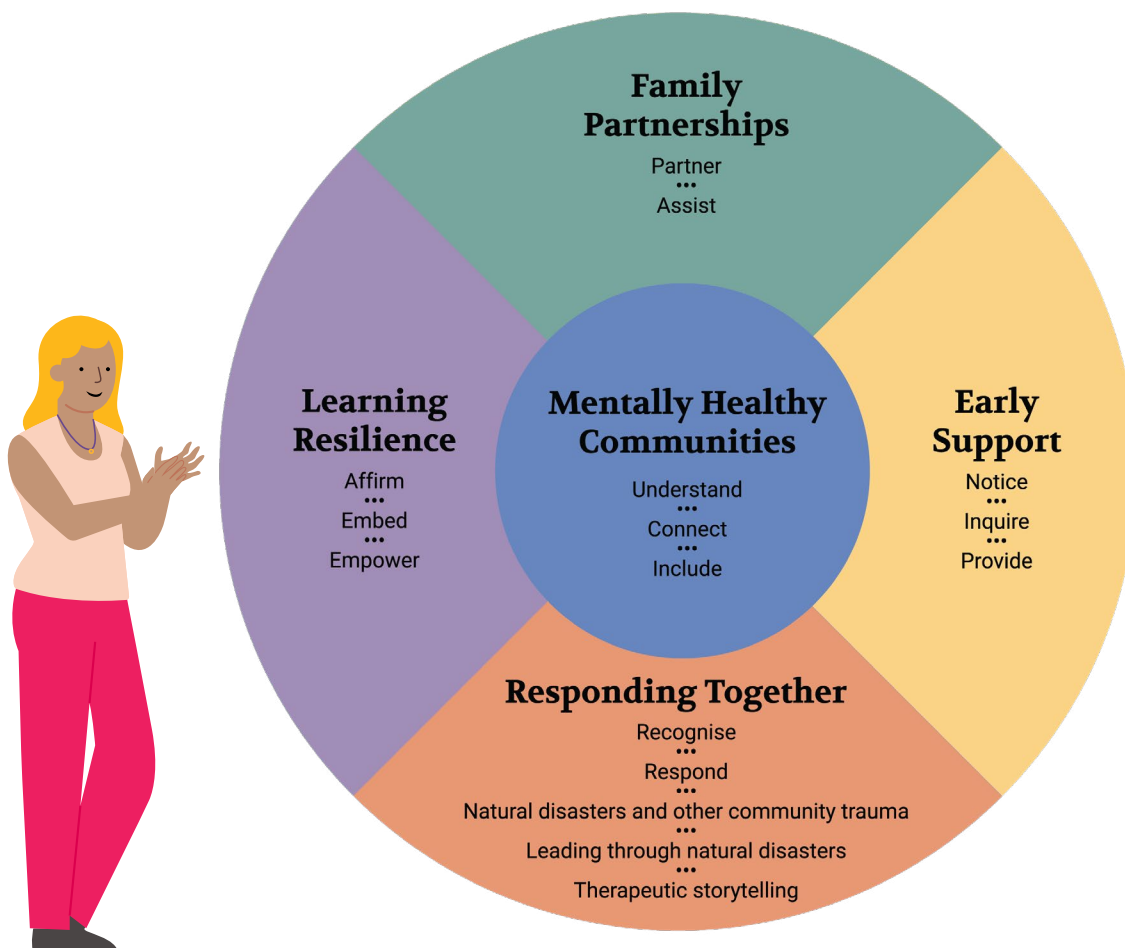 Family
Partnerships
Partner
•••
Assist
Learning
Resilience
Affirm
•••
Embed
•••
Empower
Mentally Healthy
Communities
Understand
•••
Connect
•••
Include
Early
Support
Notice
•••
Inquire
•••
Provide
Responding Together
Recognise
•••
Respond
•••
Natural disasters and other community trauma
•••
Leading through natural disasters
•••
Therapeutic storytelling